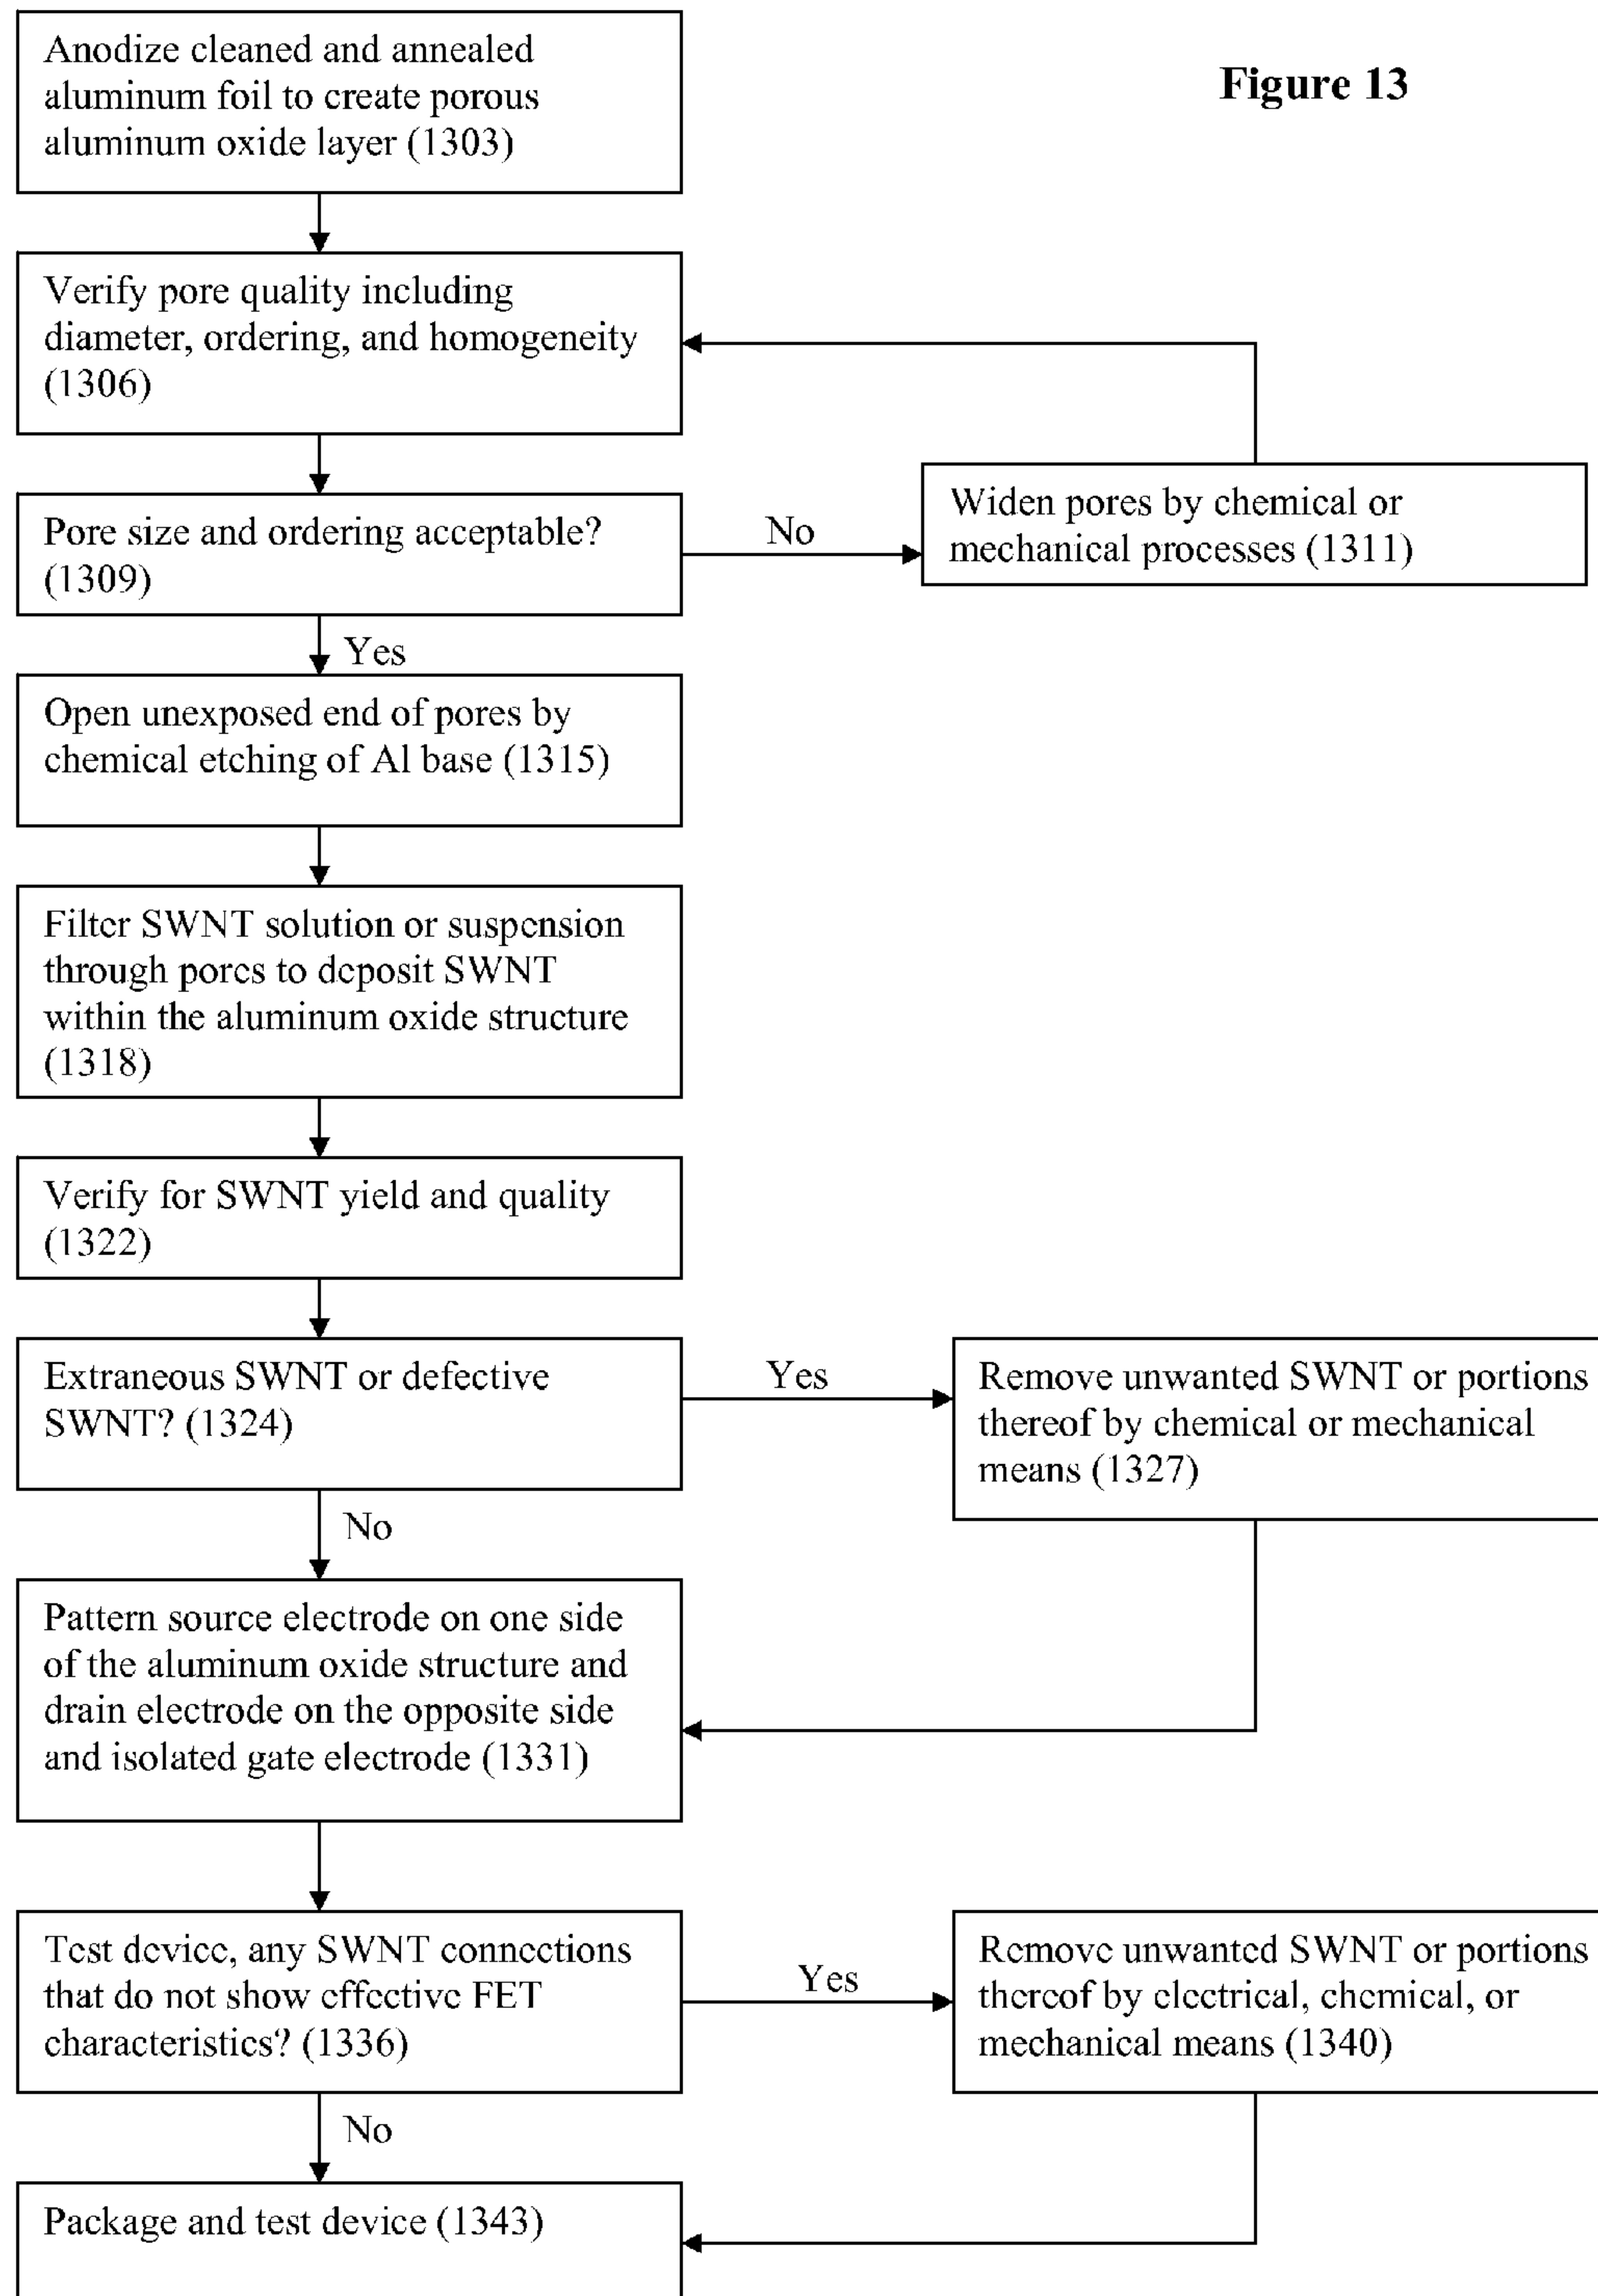 Figure 13
Anodize cleaned and annealed
aluminum foil to create porous
aluminum oxide layer (1303)
Verify pore quality including
diameter, ordering, and homogeneity
(1306)
Pore size and ordering acceptable?
(1309)
No
Widen pores by chemical or
mechanical processes (1311)
Yes
Open unexposed end of pores by
chemical etching of Al base (1315)
Filter SWNT solution or suspension
through pores to deposit SWNT
within the aluminum oxide structure
(1318)
Verify for SWNT yield and quality
(1322)
Extraneous SWNT or defective
SWNT? (1324)
Yes
Remove unwanted SWNT or portions
thereof by chemical or mechanical
means (1327)
No
Pattern source electrode on one side
of the aluminum oxide structure and
drain electrode on the opposite side
and isolated gate electrode (1331)
Test device, any SWNT connections
that do not show effective FET
characteristics? (1336)
Yes
Remove unwanted SWNT or portions
thereof by electrical, chemical, or
mechanical means (1340)
No
Package and test device (1343)